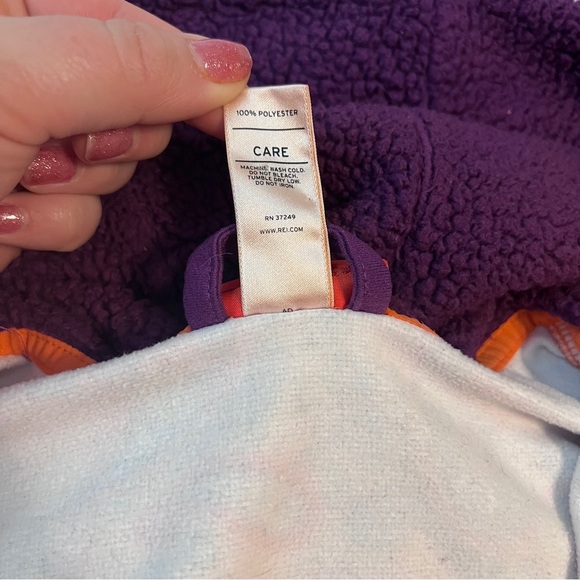 100% POLYESTER
CARE
MACHINE WASH COLD.
DO NOT BLEACH.
TUMBLE DRY LOW.
DO NOT IRON.
RN 37249
WWW.REI.COM